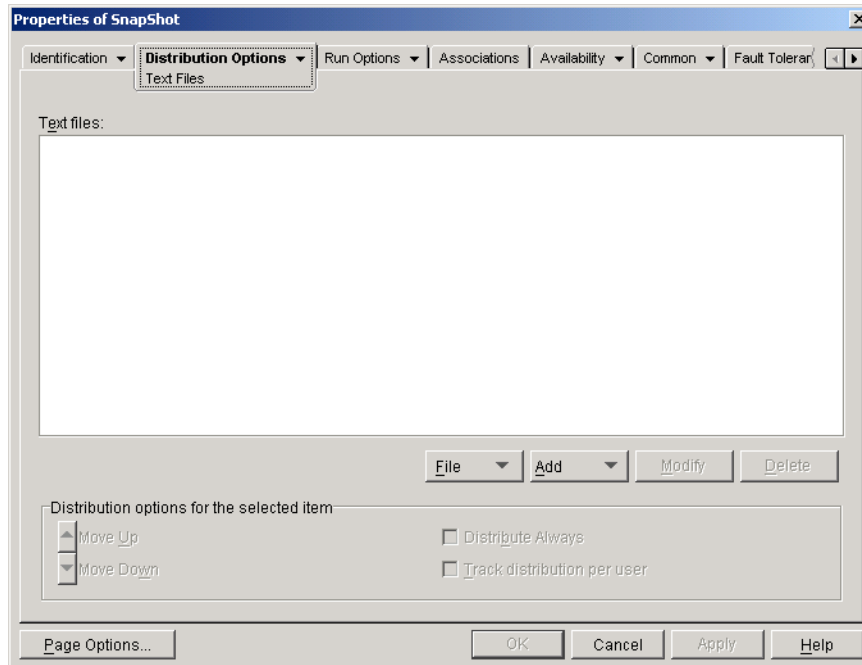 Properties of SnapShot
Identification Distribution Options Run Options Associations Availability Common Fault
Text Files
Text files:
File Add Modify Delete
Distribution options for the selected item
Move Up Distribute Always
Move Down Track distribution per user
Page Options... OK Cancel Apply Help